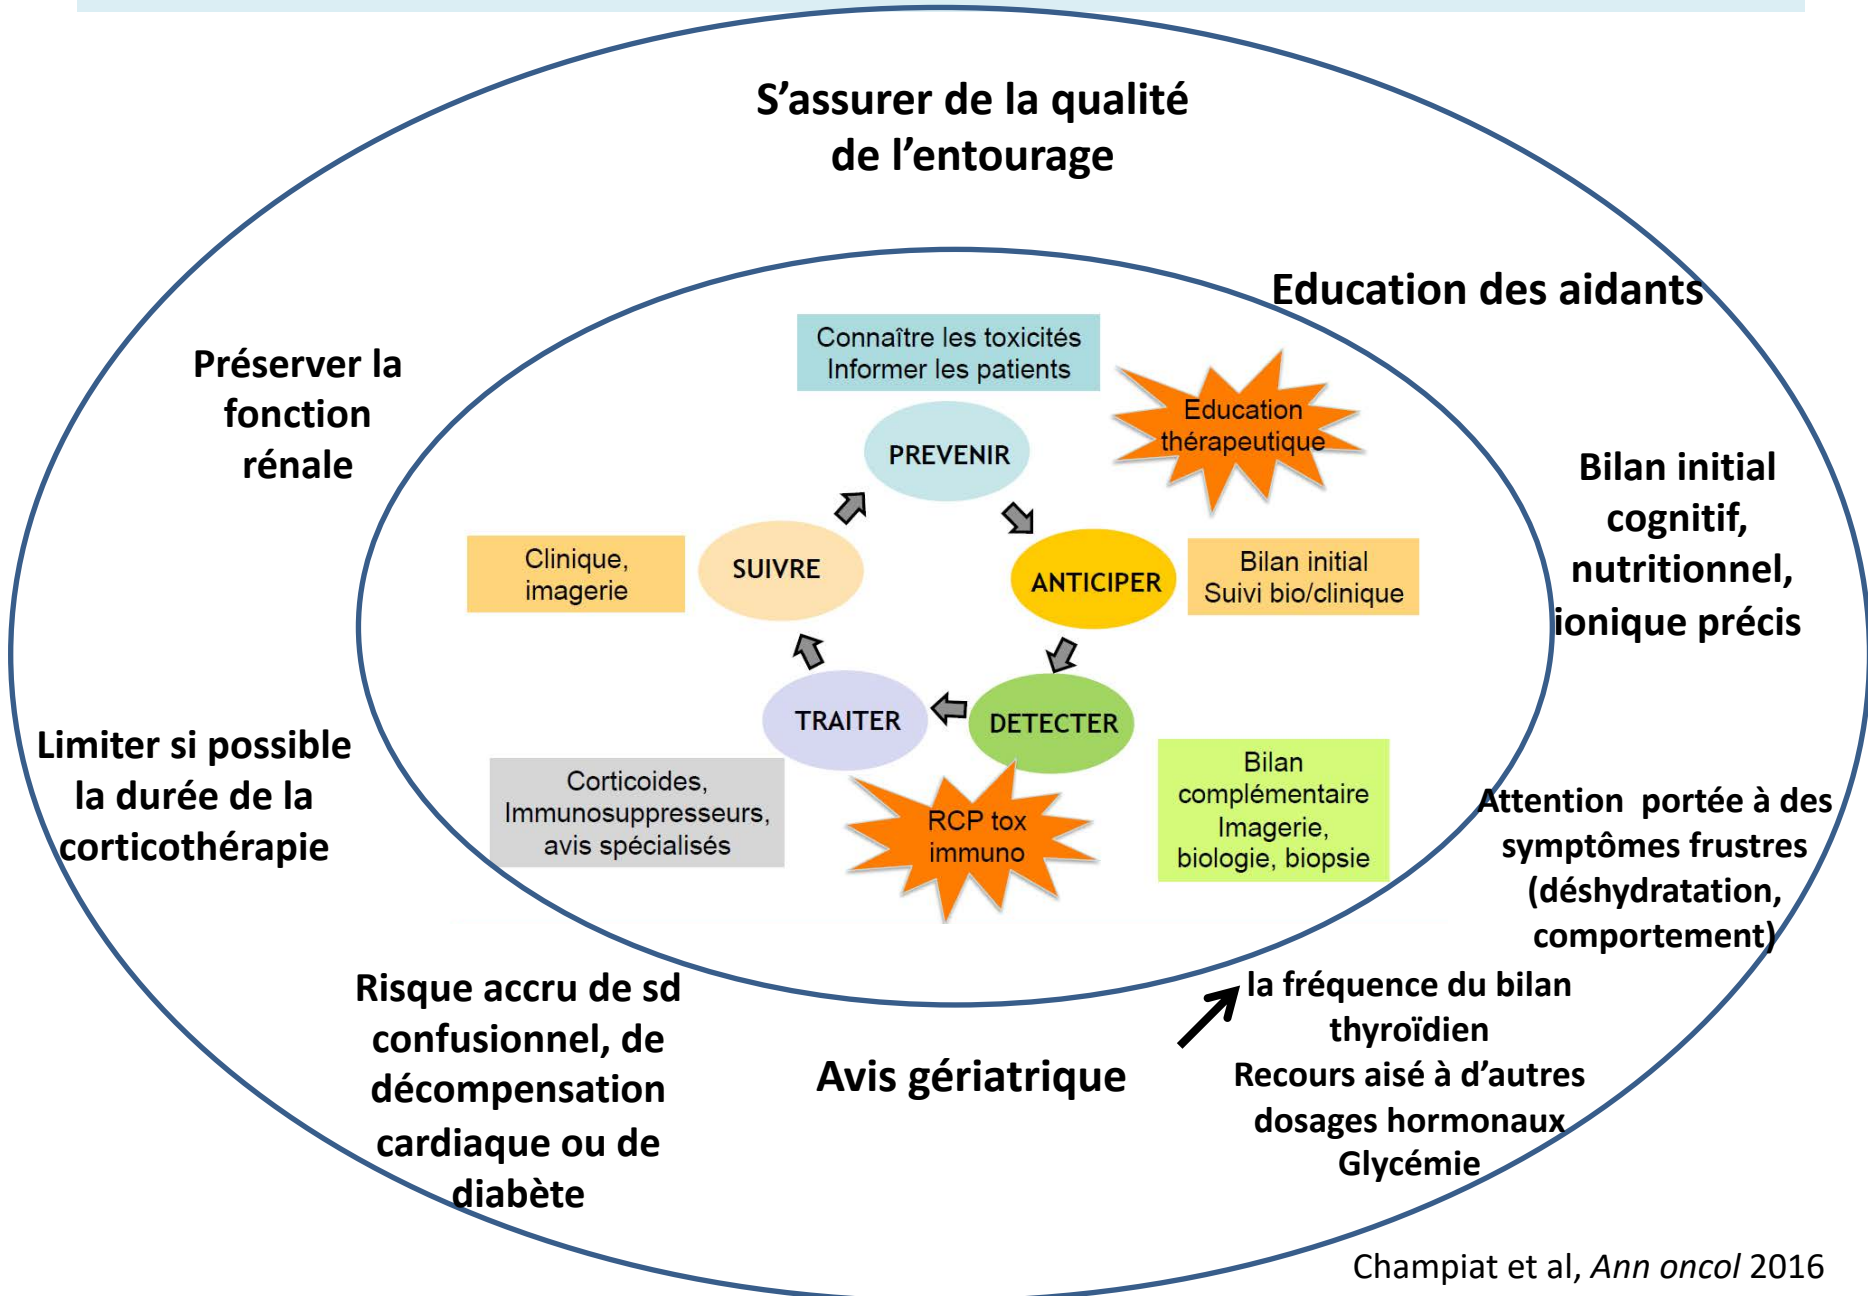 S’assurer de la qualité
de l’entourage
Education des aidants
Préserver la
fonction
rénale
Connaître les toxicités
Informer les patients
Education
thérapeutique
PREVENIR
Bilan initial
cognitif,
nutritionnel,
ionique précis
Clinique,
imagerie
SUIVRE
ANTICIPER
Bilan initial
Suivi bio/clinique
TRAITER
DETECTER
Limiter si possible
la durée de la
corticothérapie
Corticoides,
Immunosuppresseurs,
avis spécialisés
RCP tox
immuno
Bilan
complémentaire
Imagerie,
biologie, biopsie
Attention portée à des
symptômes frustres
(déshydratation,
comportement)
Risque accru de sd
confusionnel, de
décompensation
cardiaque ou de
diabète
Avis gériatrique
la fréquence du bilan
thyroïdien
Recours aisé à d’autres
dosages hormonaux
Glycémie
Champiat et al, Ann oncol 2016